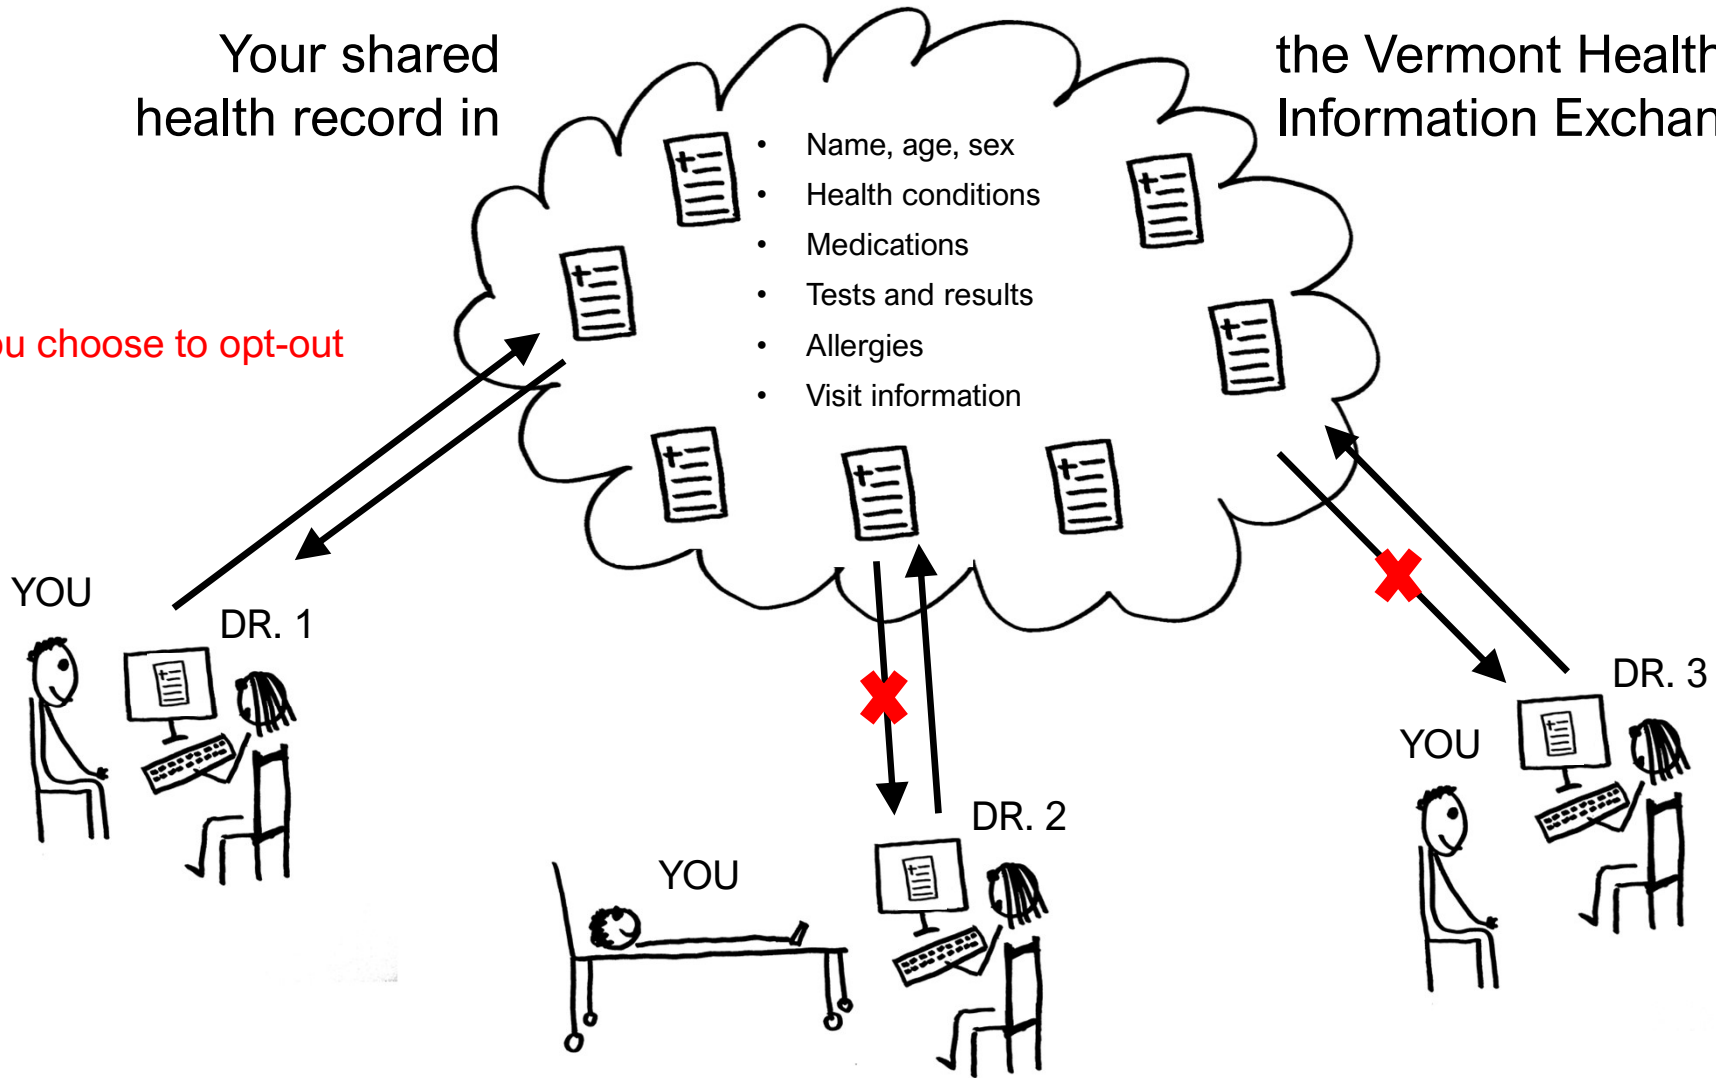 Your shared
health record in
the Vermont Health
Information Exchan
• Name, age, sex
• Health conditions
• Medications
• Tests and results
• Allergies
• Visit information
u choose to opt-out
YOU
DR. 1
YOU
DR. 2
YOU
DR. 3